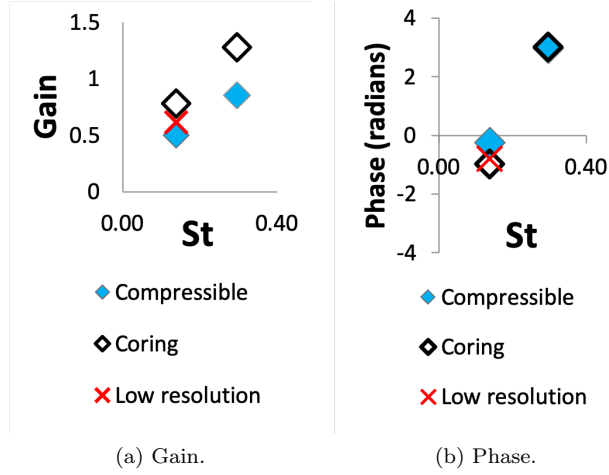 1.5
1
0.5
0
0.00
0.40
Gain
St
Compressible
Coring
Low resolution
(a) Gain.
4
2
0
-2
-4
0.00
0.40
Phase (radians)
St
Compressible
Coring
Low resolution
(b) Phase.